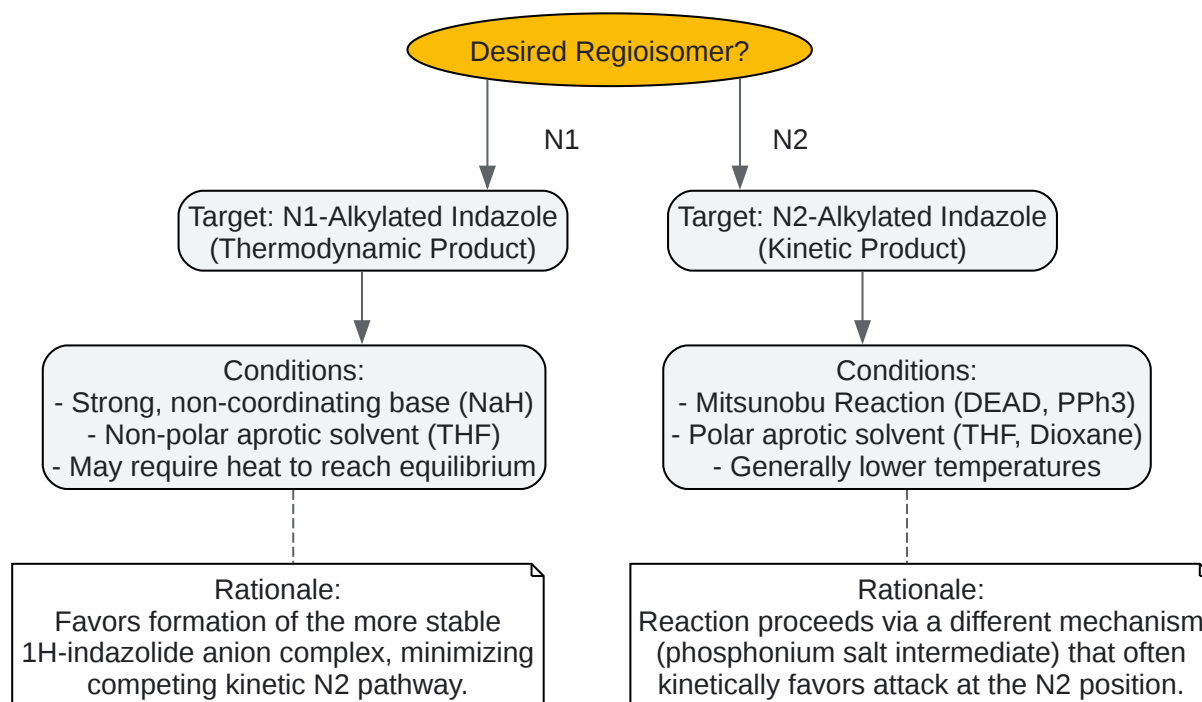 Desired Regioisomer?
N1
N2
Target: N1-Alkylated Indazole
(Thermodynamic Product)
Target: N2-Alkylated Indazole
(Kinetic Product)
Conditions:
- Strong, non-coordinating base (NaH)
- Non-polar aprotic solvent (THF)
- May require heat to reach equilibrium
Conditions:
- Mitsunobu Reaction (DEAD, PPh3)
- Polar aprotic solvent (THF, Dioxane)
- Generally lower temperatures
Rationale:
Favors formation of the more stable
1H-indazolide anion complex, minimizing
competing kinetic N2 pathway.
Rationale:
Reaction proceeds via a different mechanism
(phosphonium salt intermediate) that often
kinetically favors attack at the N2 position.